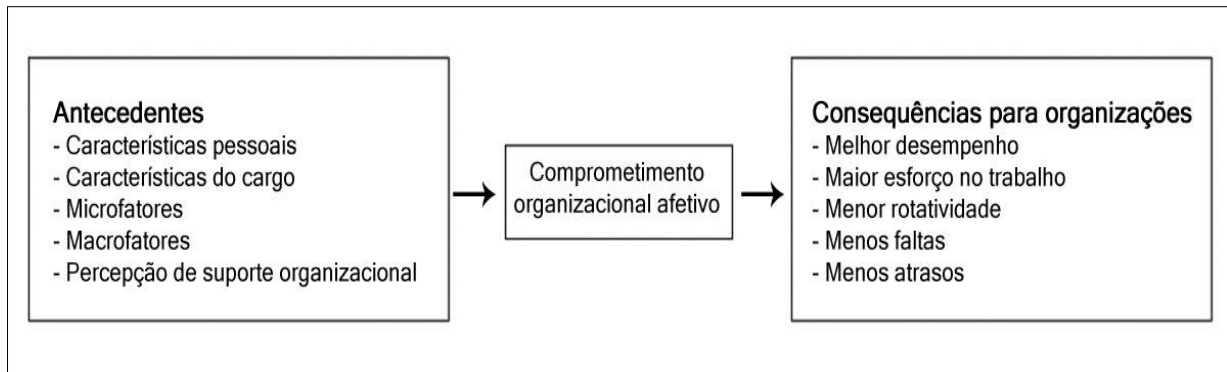 Antecedentes
- Características pessoais
- Características do cargo
- Microfatores
- Macrofatores
- Percepção de suporte organizacional
Comprometimento
organizacional afetivo
Consequências para organizações
- Melhor desempenho
- Maior esforço no trabalho
- Menor rotatividade
- Menos faltas
- Menos atrasos